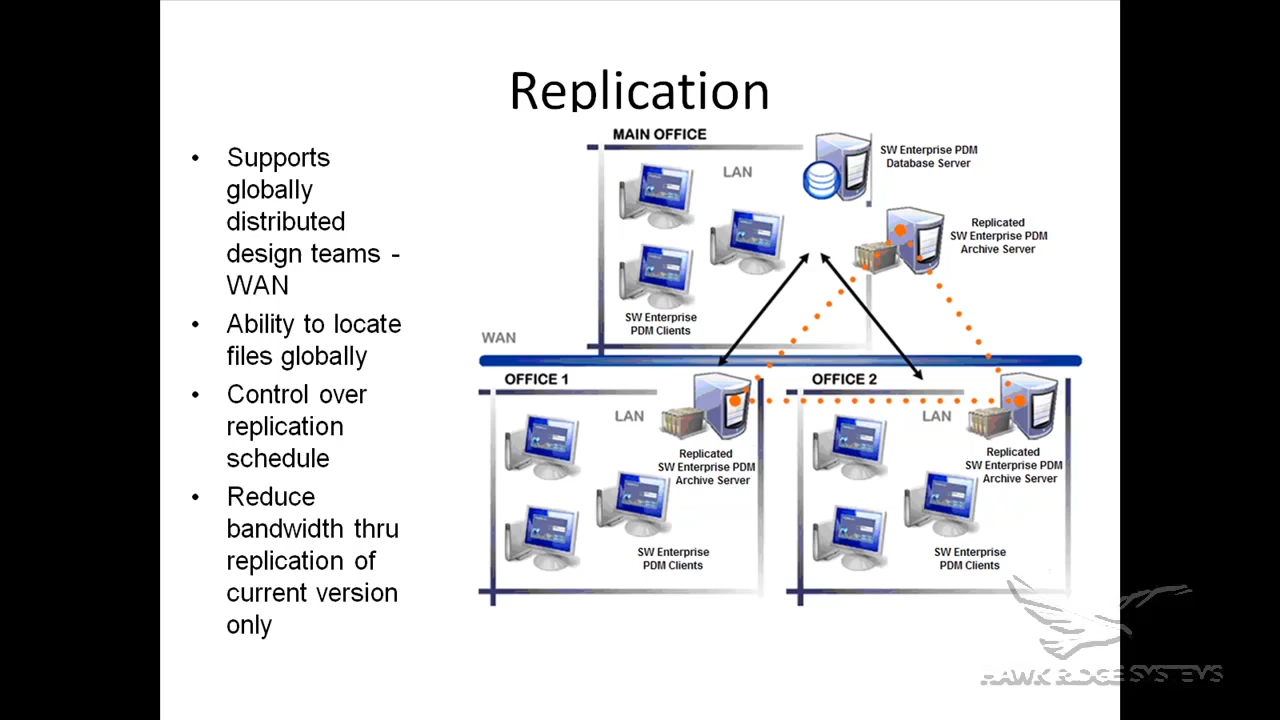 Replication
• Supports
globally
distributed
design teams -
WAN
• Ability to locate
files globally
• Control over
replication
schedule
• Reduce
bandwidth thru
replication of
current version
only
MAIN OFFICE
LAN
SW Enterprise PDM
Database Server
Replicated
SW Enterprise PDM
Archive Server
SW Enterprise
PDM Clients
WAN
OFFICE 1
LAN
Replicated
SW Enterprise PDM
Archive Server
SW Enterprise
PDM Clients
OFFICE 2
LAN
Replicated
SW Enterprise PDM
Archive Server
SW Enterprise
PDM Clients
HAWK RIDGE SYSTEMS